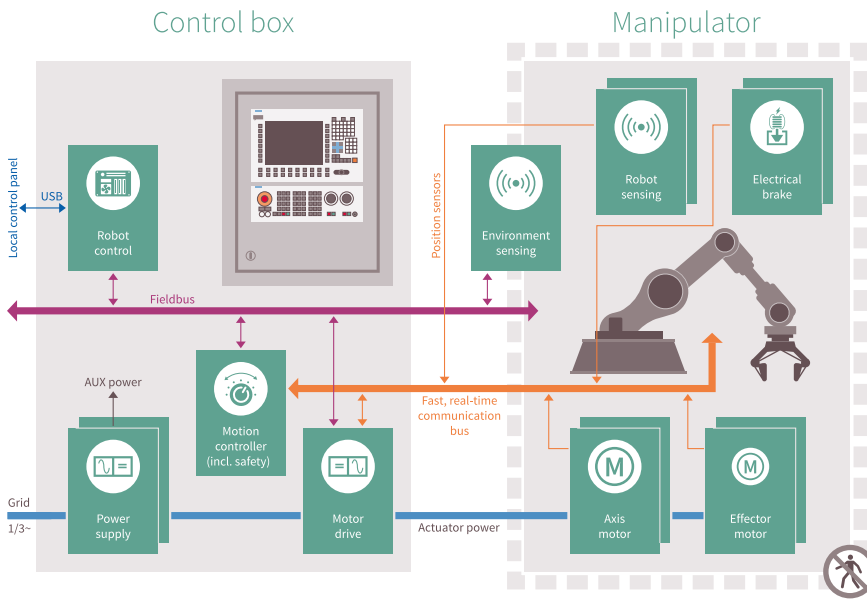 Control box
Manipulator
Local control panel
USB
Robot
control
Position sensors
Environment
sensing
Robot
sensing
Electrical
brake
Fieldbus
AUX power
Motion
controller
(incl. safety)
Fast, real-time
communication
bus
M
M
Grid
1/3~
Power
supply
Motor
drive
Actuator power
Axis
motor
Effector
motor